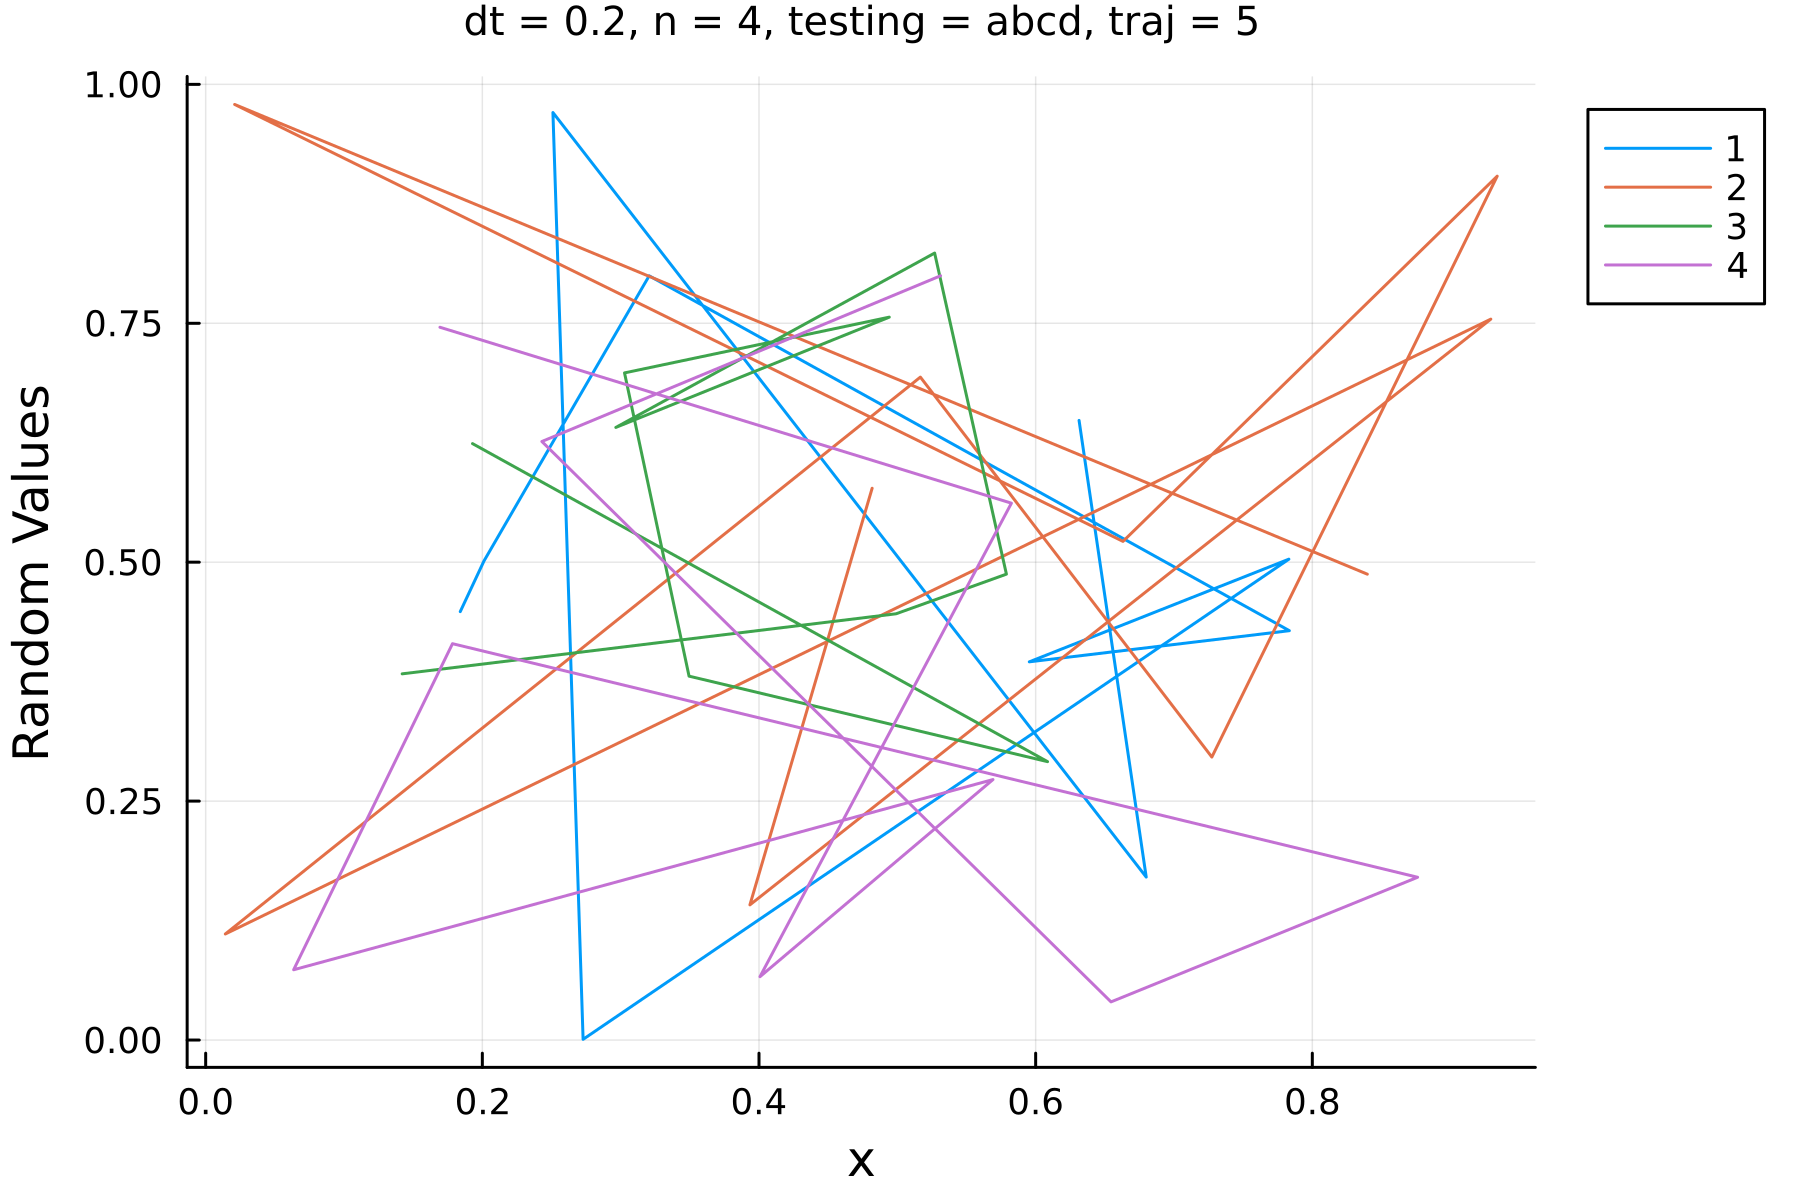 dt = 0.2, n = 4, testing = abcd, traj = 5
1.00
0.75
0.50
0.25
0.00
Random Values
0.0 0.2 0.4 0.6 0.8
x
1
2
3
4